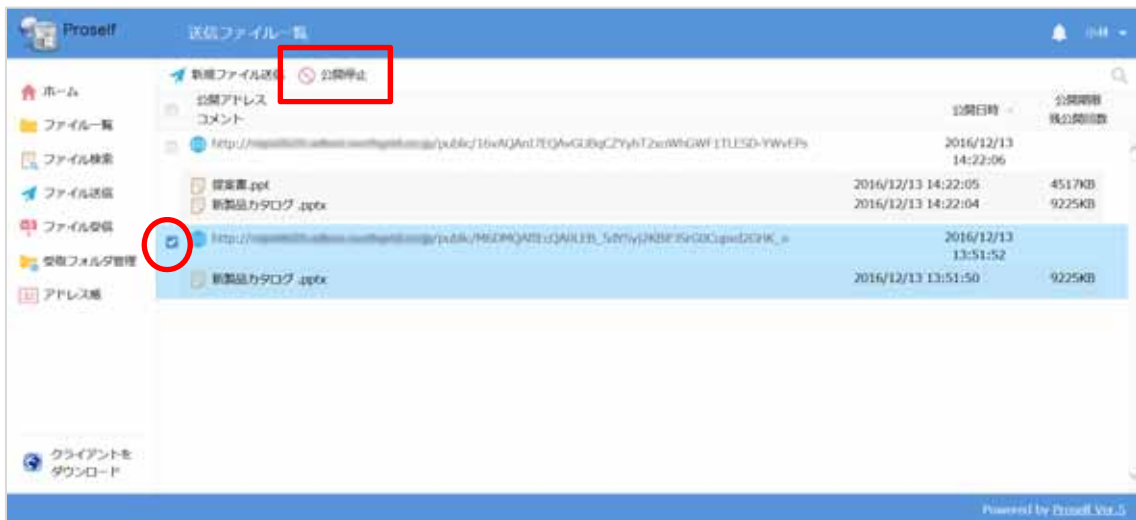 Proself
送信ファイル一覧
小林
新規ファイル送信
公開停止
ホーム
ファイル一覧
ファイル検索
ファイル送信
ファイル受信
受取フォルダ管理
アドレス帳
クライアントを
ダウンロード
公開アドレス
コメント
公開日時
公開期限
残公開回数
http://
2016/12/13
14:22:06
提案書.ppt
2016/12/13 14:22:05
4517KB
新製品カタログ.pptx
2016/12/13 14:22:04
9225KB
http://
2016/12/13
13:51:52
新製品カタログ.pptx
2016/12/13 13:51:50
9225KB
Powered by Proself Ver.5